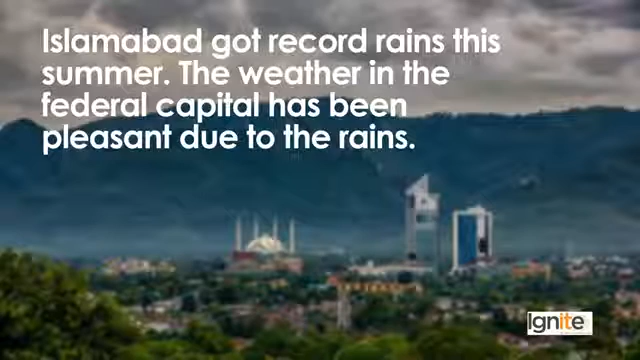 Islamabad got record rains this
summer. The weather in the
federal capital has been
pleasant due to the rains.
Ignite